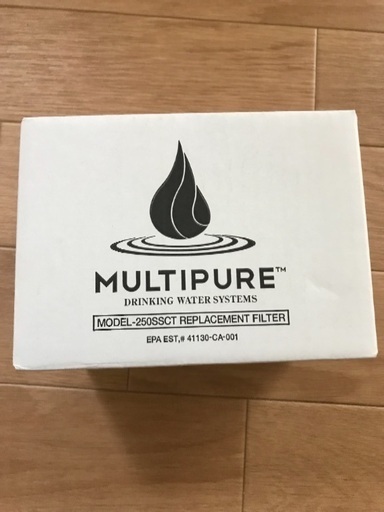 MULTIPURE™
DRINKING WATER SYSTEMS
MODEL-250SSCT REPLACEMENT FILTER
EPA EST,# 41130-CA-001